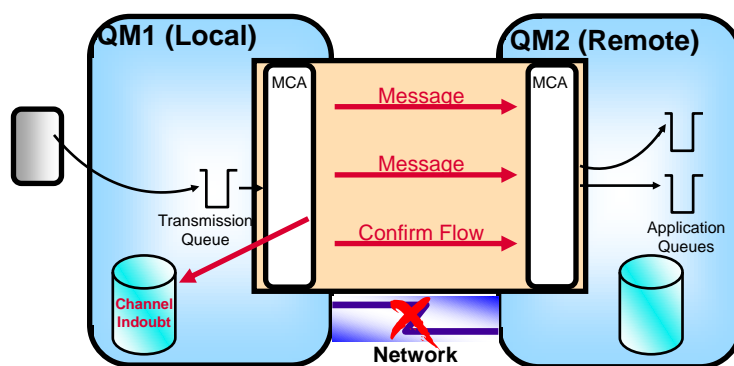 QM1 (Local)
QM2 (Remote)
MCA
Message
MCA
Message
Transmission
Queue
Confirm Flow
Application
Queues
Channel
Indoubt
Network